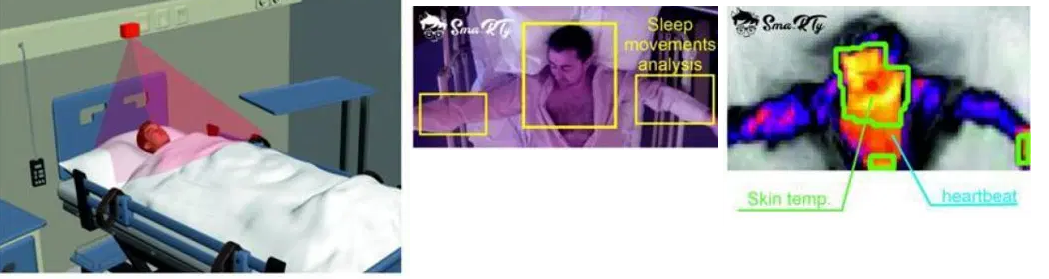 SmaRTy
Sleep
movements
analysis
SmaRTy
Skin temp.
heartbeat